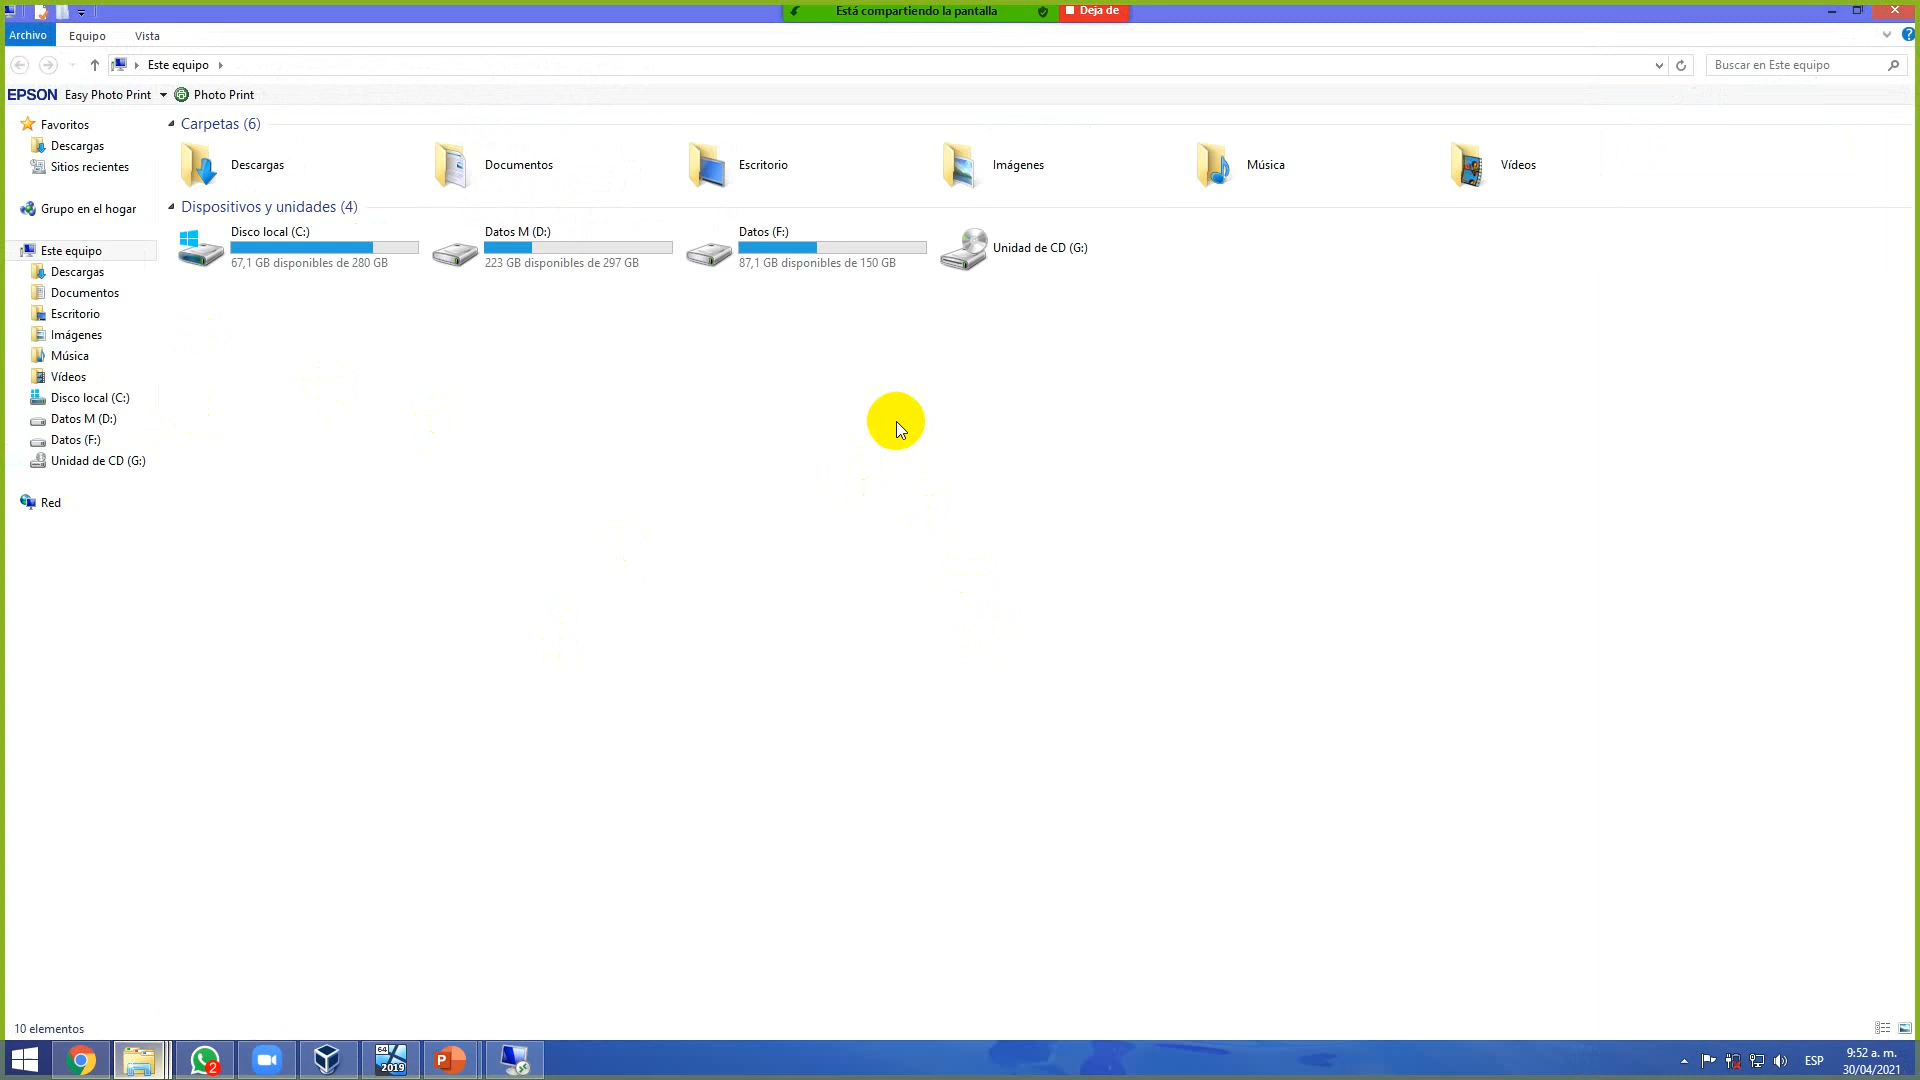 Está compartiendo la pantalla
Deja de
Archivo
Equipo
Vista
Este equipo
Buscar en Este equipo
EPSON Easy Photo Print
Photo Print
Favoritos
Descargas
Sitios recientes
Grupo en el hogar
Este equipo
Descargas
Documentos
Escritorio
Imágenes
Música
Vídeos
Disco local (C:)
Datos M (D:)
Datos (F:)
Unidad de CD (G:)
Red
Carpetas (6)
Descargas
Documentos
Escritorio
Imágenes
Música
Vídeos
Dispositivos y unidades (4)
Disco local (C:)
67,1 GB disponibles de 280 GB
Datos M (D:)
223 GB disponibles de 297 GB
Datos (F:)
87,1 GB disponibles de 150 GB
Unidad de CD (G:)
10 elementos
2
64
2019
P
ESP
9:52 a. m.
30/04/2021